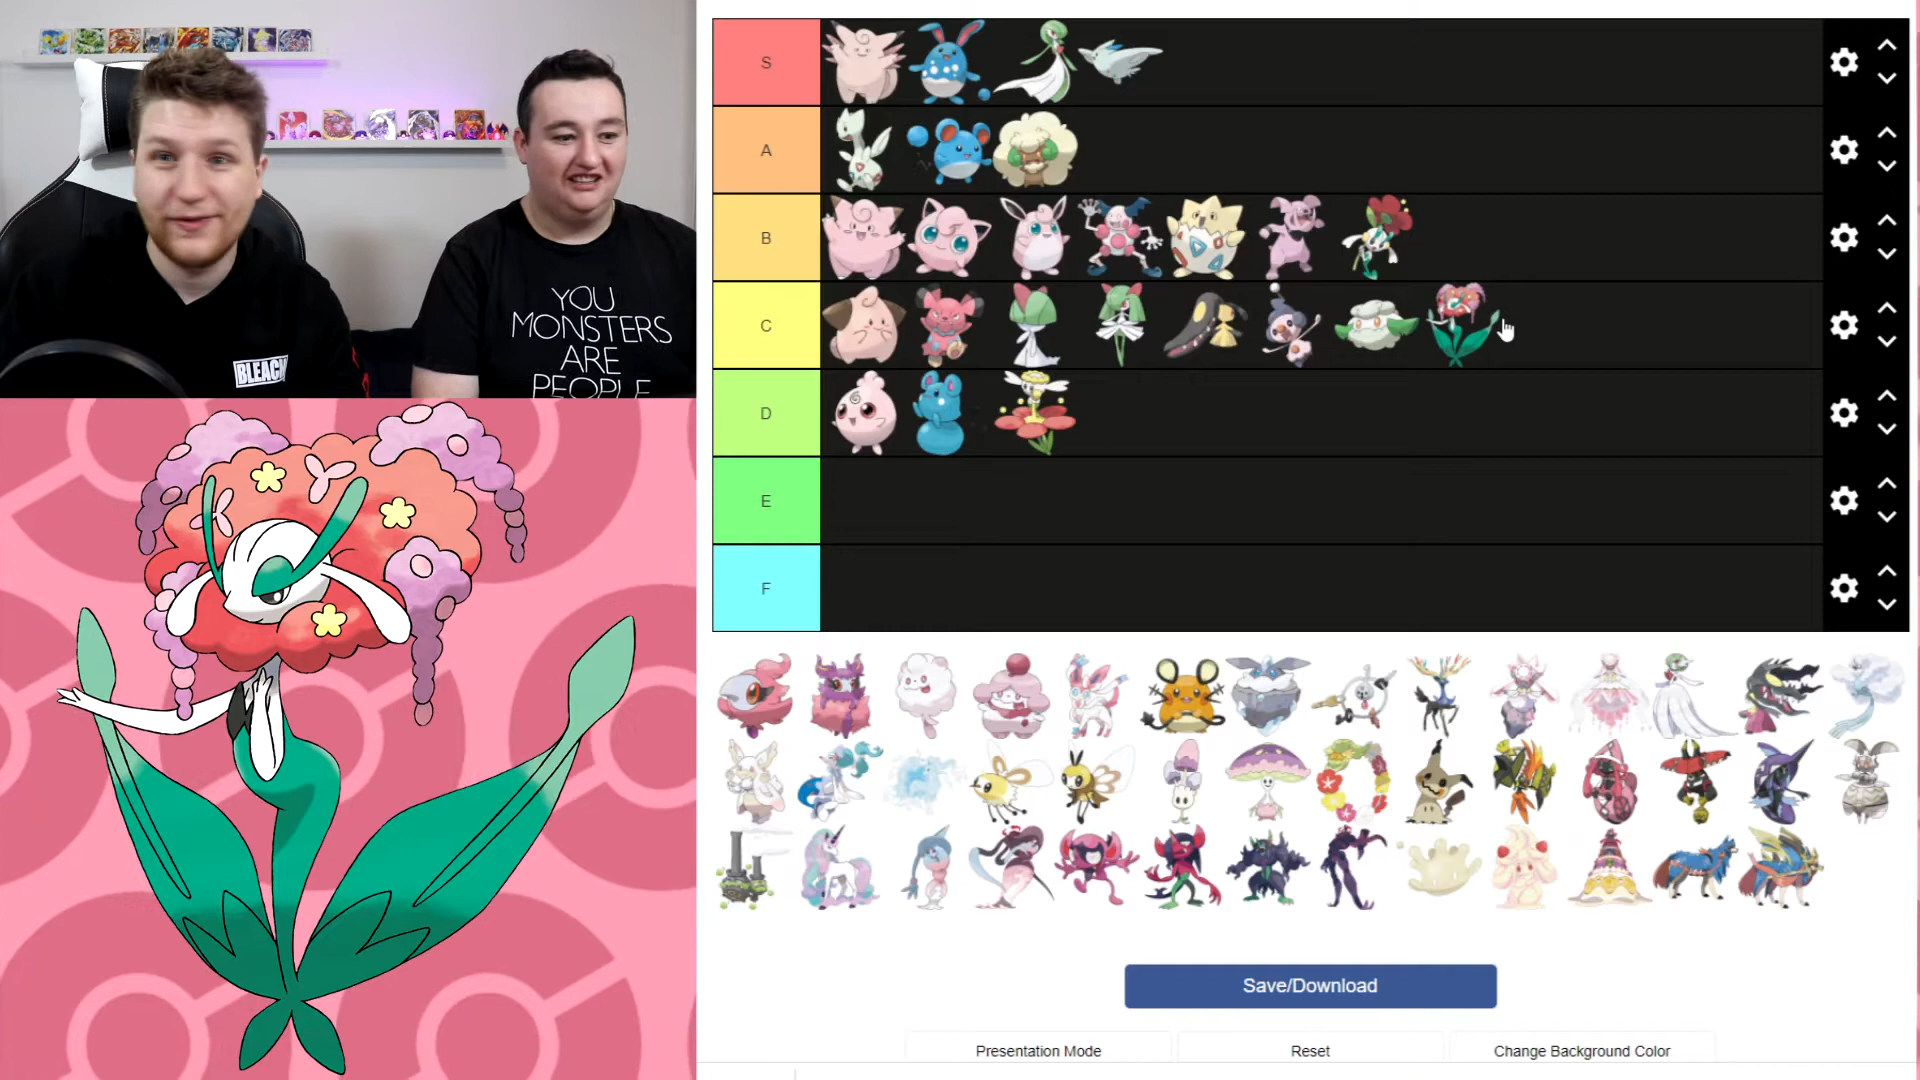 S
A
B
C
D
E
F
BLEACH
YOU
MONSTERS
ARE
PEOPLE
Save/Download
Presentation Mode
Reset
Change Background Color